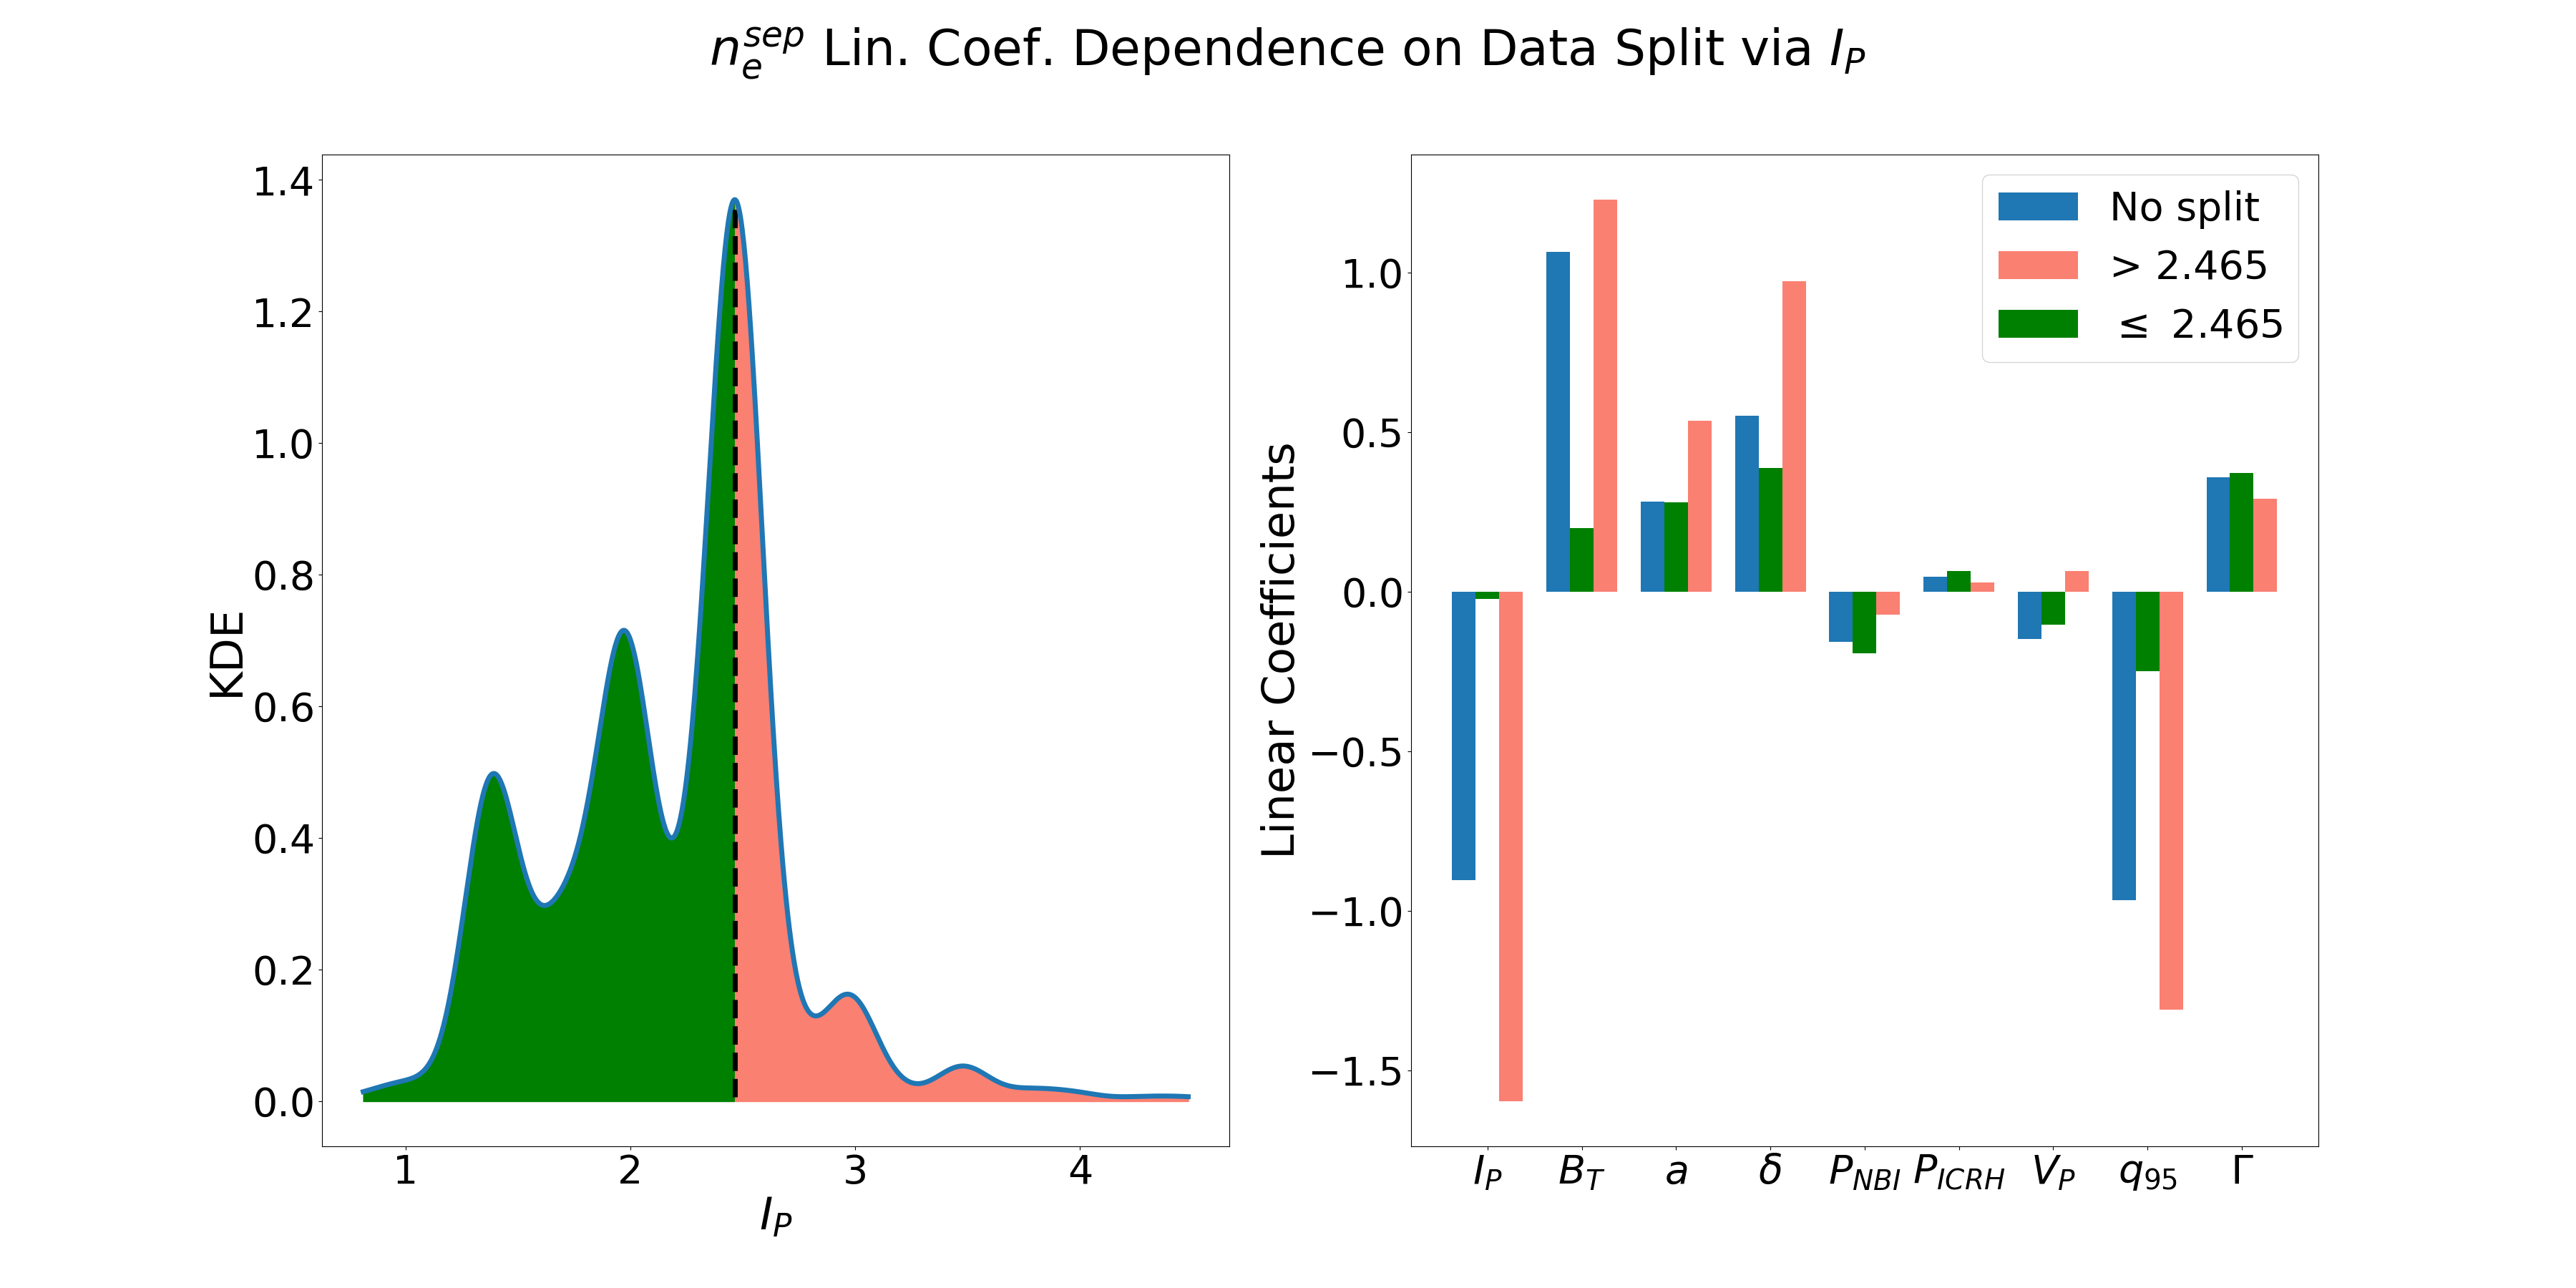 n_e^sep Lin. Coef. Dependence on Data Split via I_P
1.4
1.2
1.0
0.8
0.6
0.4
0.2
0.0
KDE
1 2 3 4
I_P
1.0
0.5
0.0
−0.5
−1.0
−1.5
Linear Coefficients
No split
> 2.465
≤ 2.465
I_P B_T a δ P_NBI P_ICRH V_P q_95 Γ